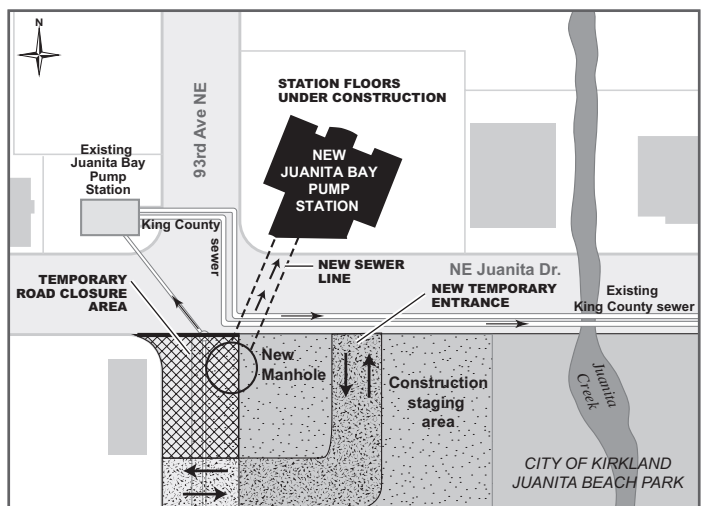 N
93rd Ave NE
STATION FLOORS
UNDER CONSTRUCTION
NEW
JUANITA BAY
PUMP
STATION
Existing
Juanita Bay
Pump
Station
King County
sewer
TEMPORARY
ROAD CLOSURE
AREA
NEW SEWER
LINE
NE Juanita Dr.
NEW TEMPORARY
ENTRANCE
Existing
King County sewer
New
Manhole
Construction
staging
area
Juanita
Creek
CITY OF KIRKLAND
JUANITA BEACH PARK